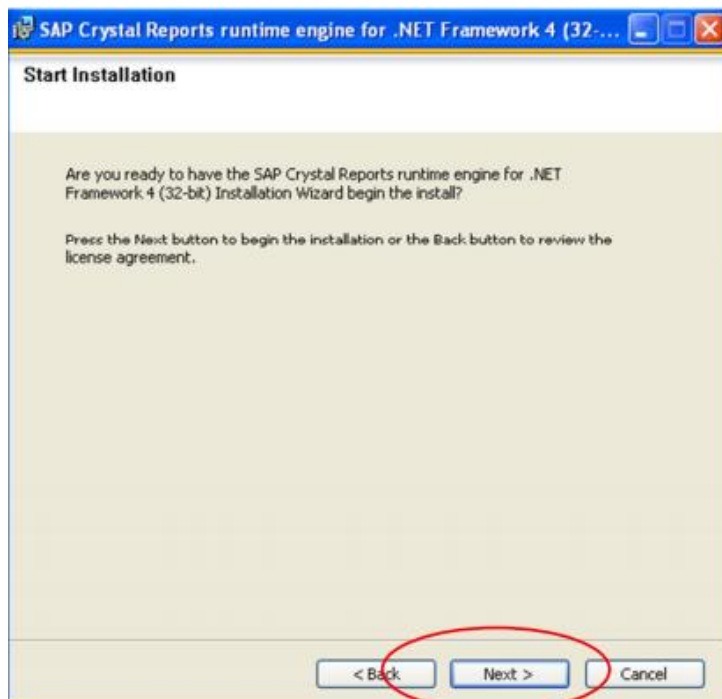 SAP Crystal Reports runtime engine for .NET Framework 4 (32-...
Start Installation
Are you ready to have the SAP Crystal Reports runtime engine for .NET
Framework 4 (32-bit) Installation Wizard begin the install?
Press the Next button to begin the installation or the Back button to review the
license agreement.
< Back Next > Cancel